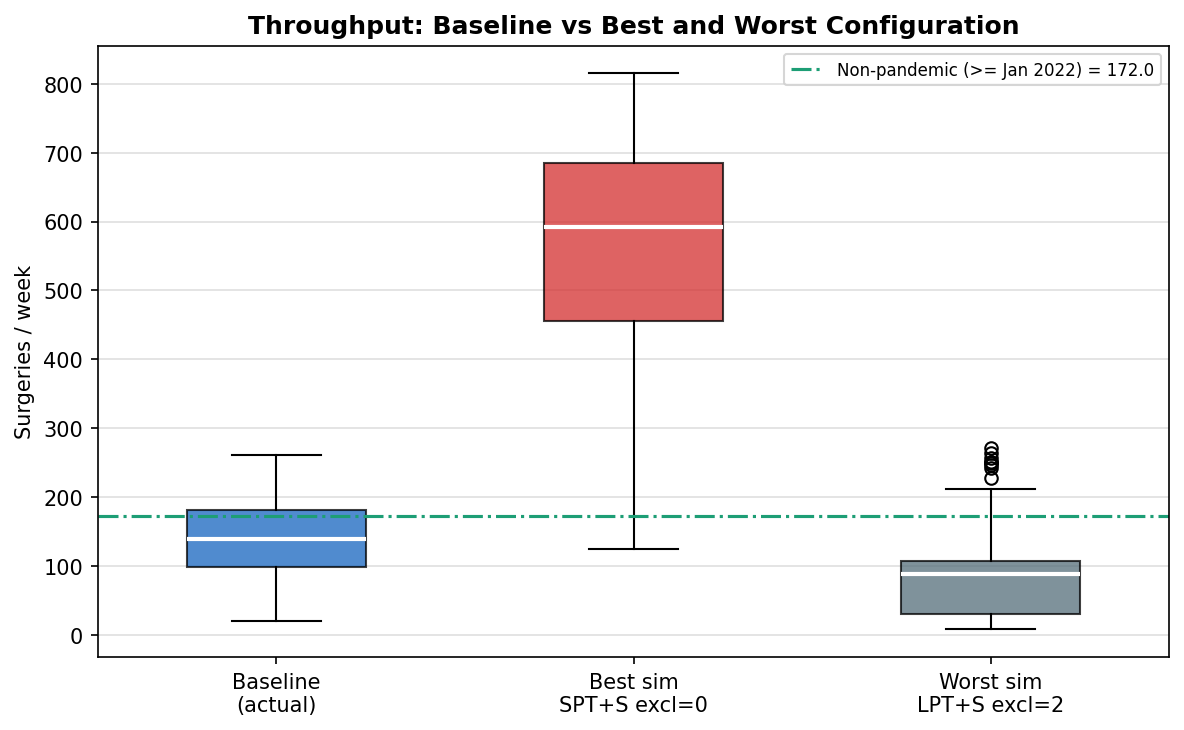 Throughput: Baseline vs Best and Worst Configuration
Non-pandemic (>= Jan 2022) = 172.0
Surgeries / week
800
700
600
500
400
300
200
100
0
Baseline
(actual)
Best sim
SPT+S excl=0
Worst sim
LPT+S excl=2